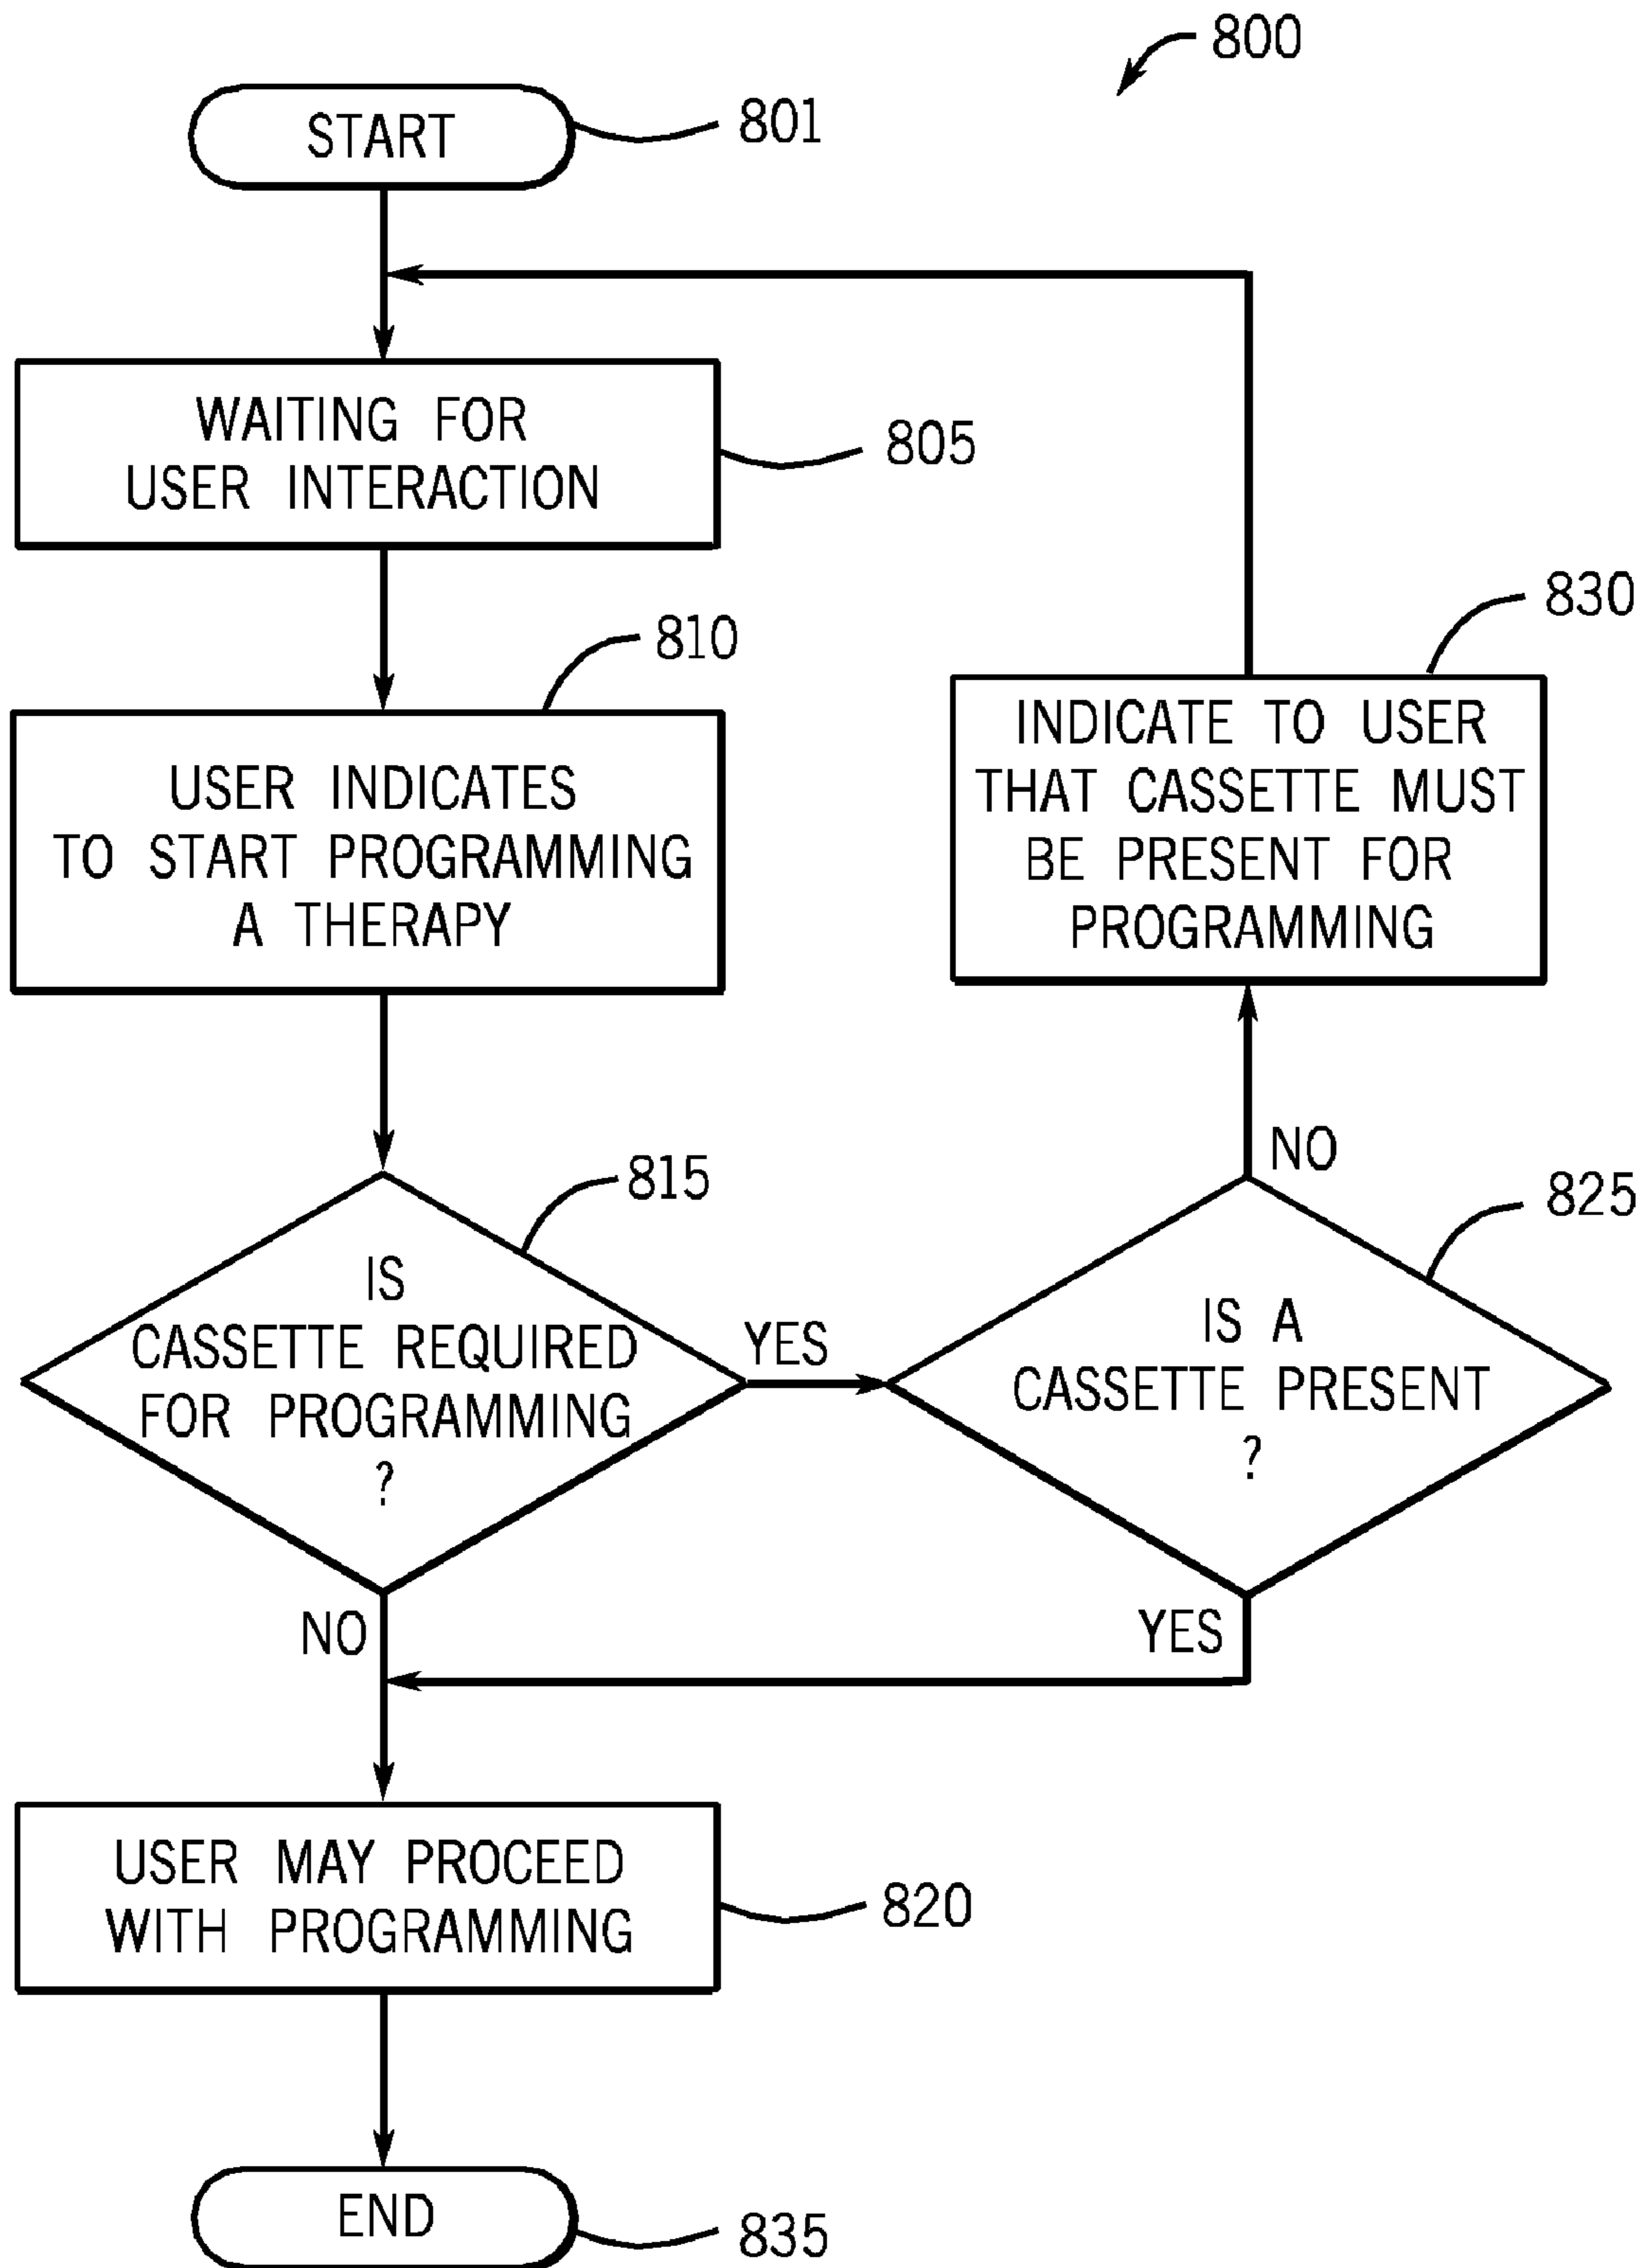 800
START
801
WAITING FOR
USER INTERACTION
805
810
USER INDICATES
TO START PROGRAMMING
A THERAPY
830
INDICATE TO USER
THAT CASSETTE MUST
BE PRESENT FOR
PROGRAMMING
815
IS
CASSETTE REQUIRED
FOR PROGRAMMING
?
YES
NO
NO
825
IS A
CASSETTE PRESENT
?
YES
USER MAY PROCEED
WITH PROGRAMMING
820
END
835